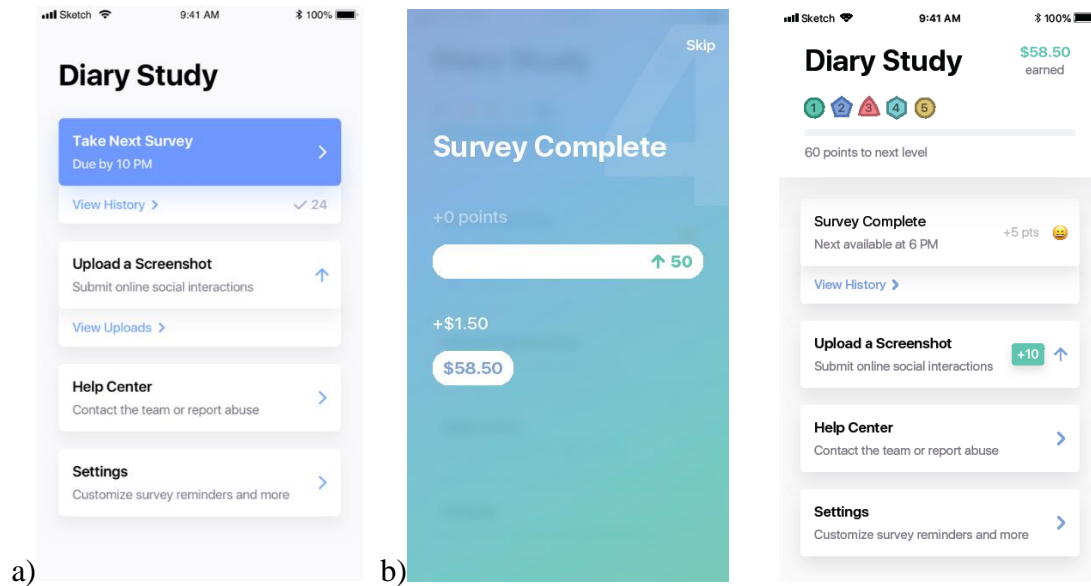 Sketch 9:41 AM 100%
Diary Study
Take Next Survey
Due by 10 PM
View History
24
Upload a Screenshot
Submit online social interactions
View Uploads
Help Center
Contact the team or report abuse
Settings
Customize survey reminders and more
a)
4
Skip
Survey Complete
+0 points
↑ 50
+$1.50
$58.50
b)
Sketch 9:41 AM 100%
Diary Study
$58.50
earned
1 2 3 4 5
60 points to next level
Survey Complete
Next available at 6 PM
+5 pts
View History
Upload a Screenshot
Submit online social interactions
+10
Help Center
Contact the team or report abuse
Settings
Customize survey reminders and more